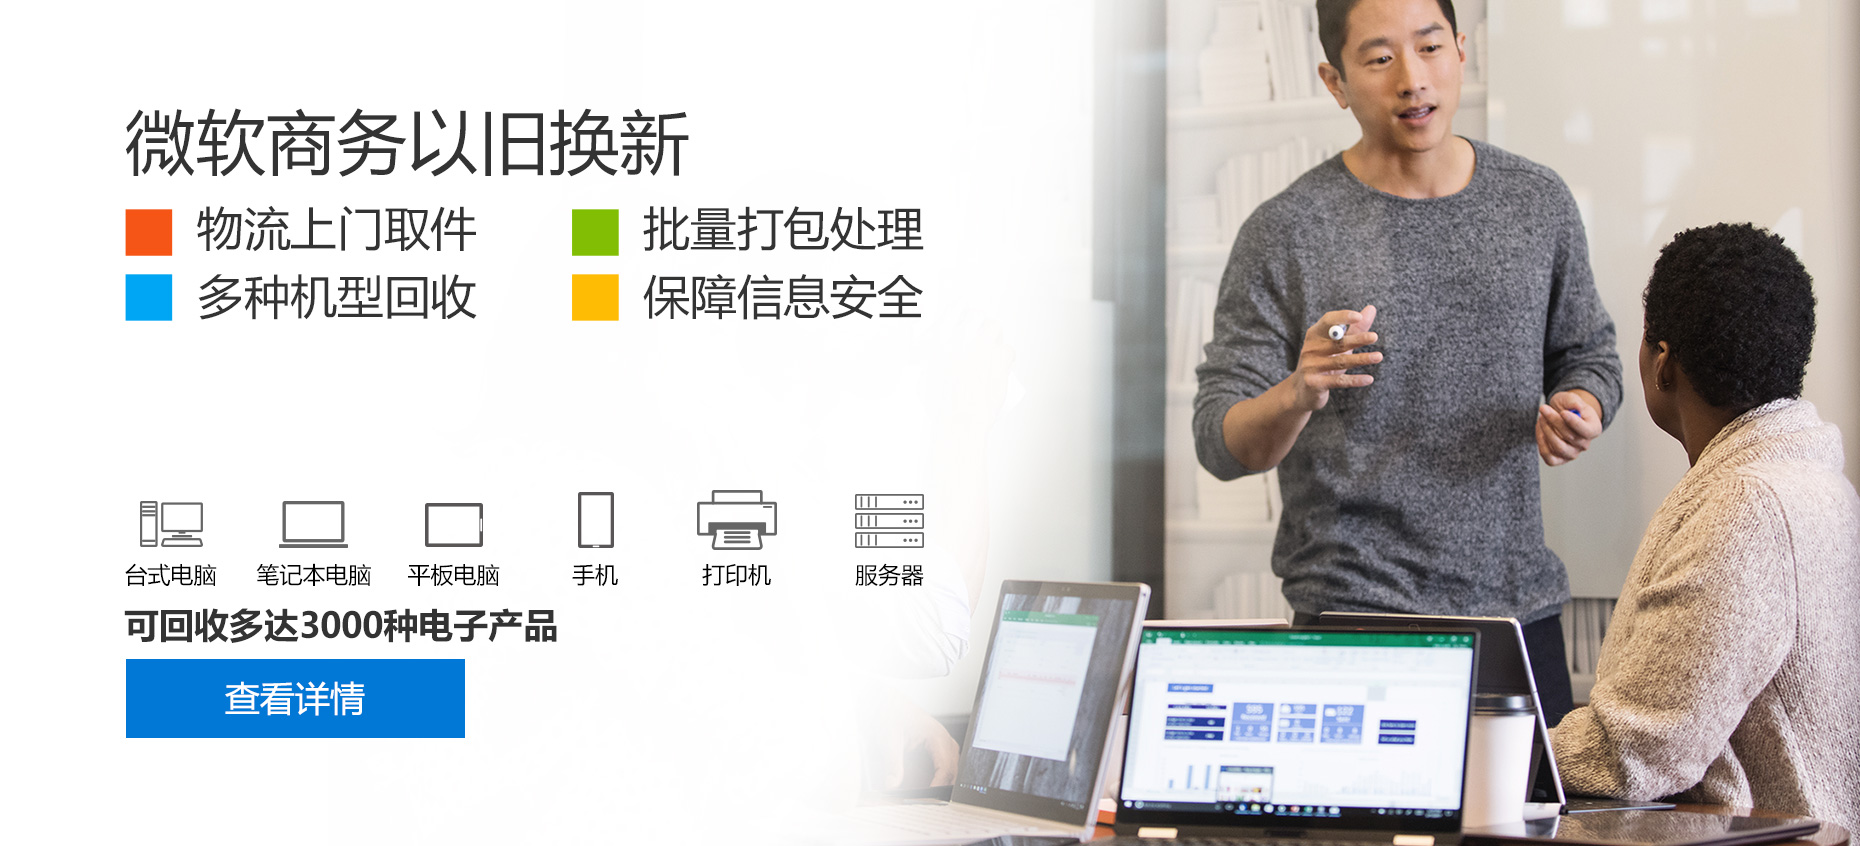 微软商务以旧换新
物流上门取件
批量打包处理
多种机型回收
保障信息安全
台式电脑
笔记本电脑
平板电脑
手机
打印机
服务器
可回收多达3000种电子产品
查看详情